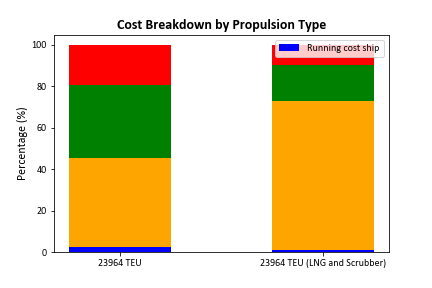 Cost Breakdown by Propulsion Type
Running cost ship
Percentage (%)
100
80
60
40
20
0
23964 TEU
23964 TEU (LNG and Scrubber)